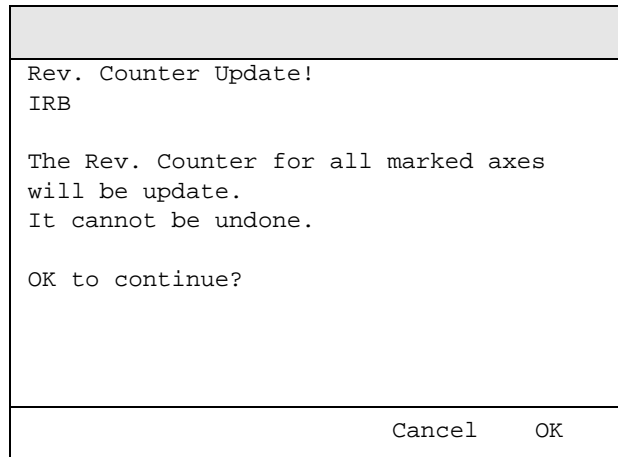 Rev. Counter Update!
IRB
The Rev. Counter for all marked axes
will be update.
It cannot be undone.
OK to continue?
Cancel OK